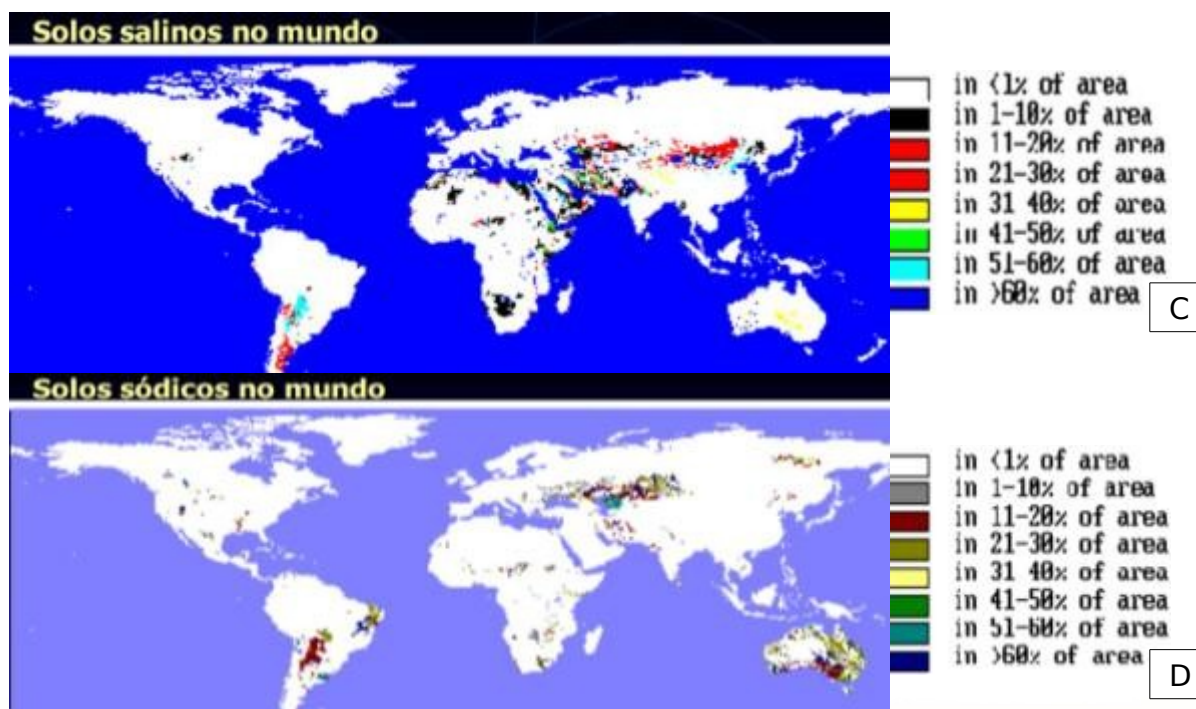 Solos salinos no mundo
in <1% of area
in 1-10% of area
in 11-20% of area
in 21-30% of area
in 31 40% of area
in 41-50% of area
in 51-60% of area
in >60% of area
C
Solos sódicos no mundo
in <1% of area
in 1-10% of area
in 11-20% of area
in 21-30% of area
in 31 40% of area
in 41-50% of area
in 51-60% of area
in >60% of area
D